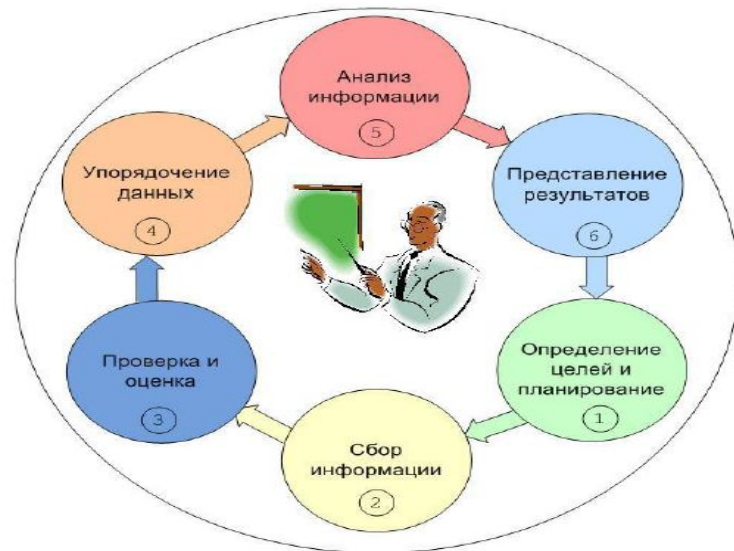 Анализ
информации
5
Представление
результатов
6
Определение
целей и
планирование
1
Сбор
информации
2
Проверка и
оценка
3
Упорядочение
данных
4